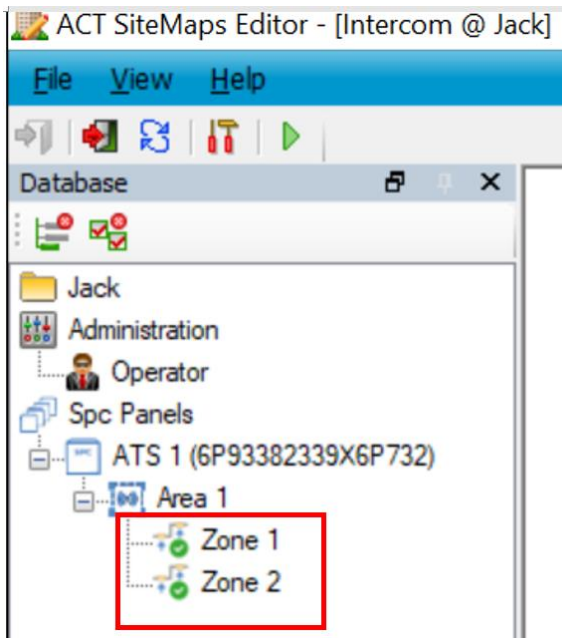 ACT SiteMaps Editor - [Intercom @ Jack]
File View Help
Database
Jack
Administration
Operator
Spc Panels
ATS 1 (6P93382339X6P732)
Area 1
Zone 1
Zone 2